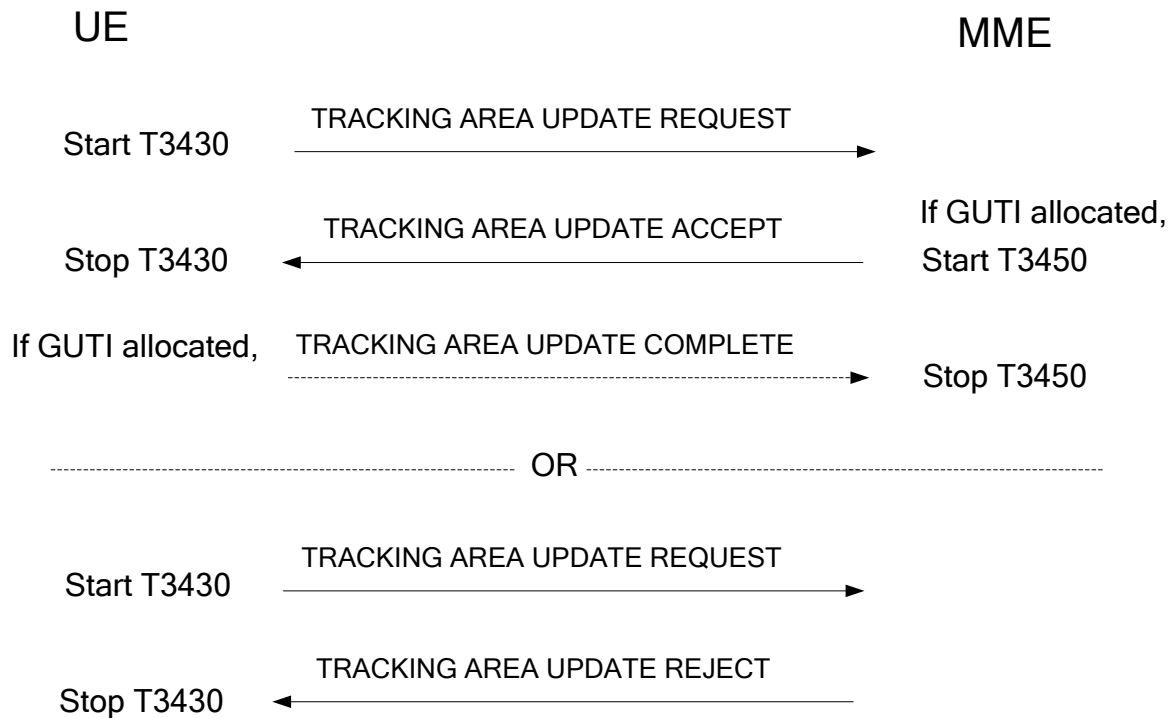 UE
MME
TRACKING AREA UPDATE REQUEST
Start T3430
If GUTI allocated,
TRACKING AREA UPDATE ACCEPT
Stop T3430
Start T3450
If GUTI allocated,
TRACKING AREA UPDATE COMPLETE
Stop T3450
OR
TRACKING AREA UPDATE REQUEST
Start T3430
TRACKING AREA UPDATE REJECT
Stop T3430